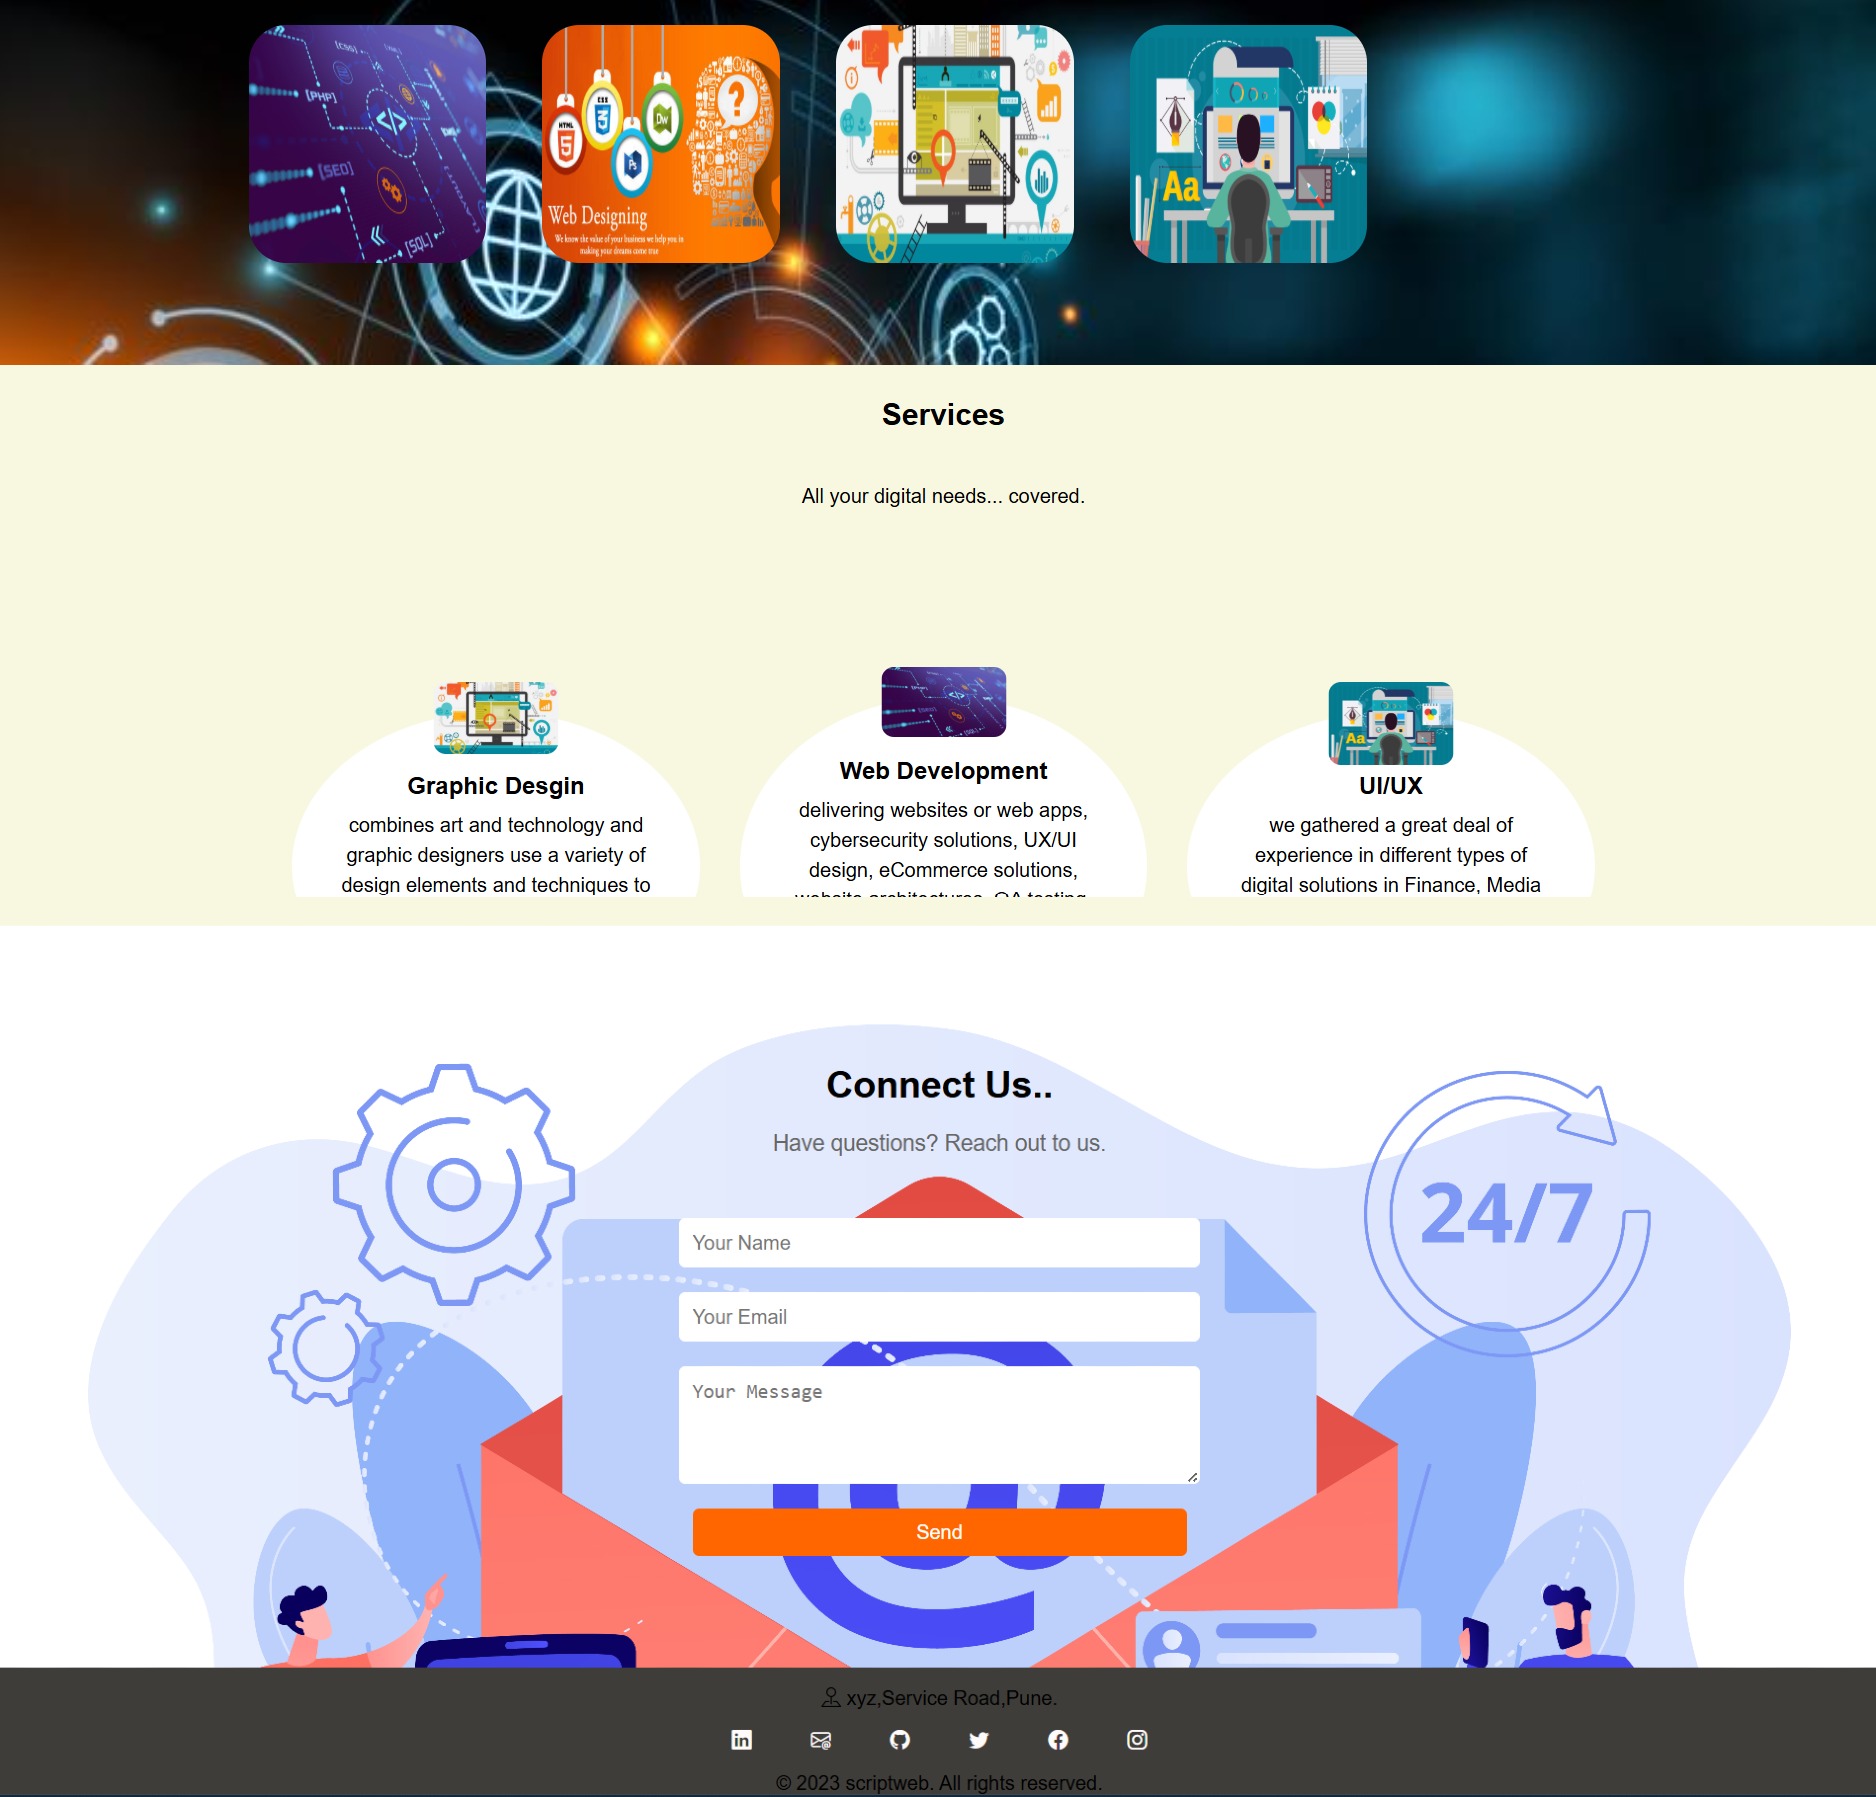 [CSS]
[PHP]
</>
[SEO]
[SQL]
HTML
CSS
Dw
Ps
?
Web Designing
We know the value of your business we help you in
making your dreams come true
Aa
Services
All your digital needs... covered.
Graphic Desgin
combines art and technology and
graphic designers use a variety of
design elements and techniques to
Web Development
delivering websites or web apps,
cybersecurity solutions, UX/UI
design, eCommerce solutions,
website architectures, QA testing,
Aa
UI/UX
we gathered a great deal of
experience in different types of
digital solutions in Finance, Media
Connect Us..
Have questions? Reach out to us.
24/7
Your Name
Your Email
Your Message
Send
xyz,Service Road,Pune.
© 2023 scriptweb. All rights reserved.